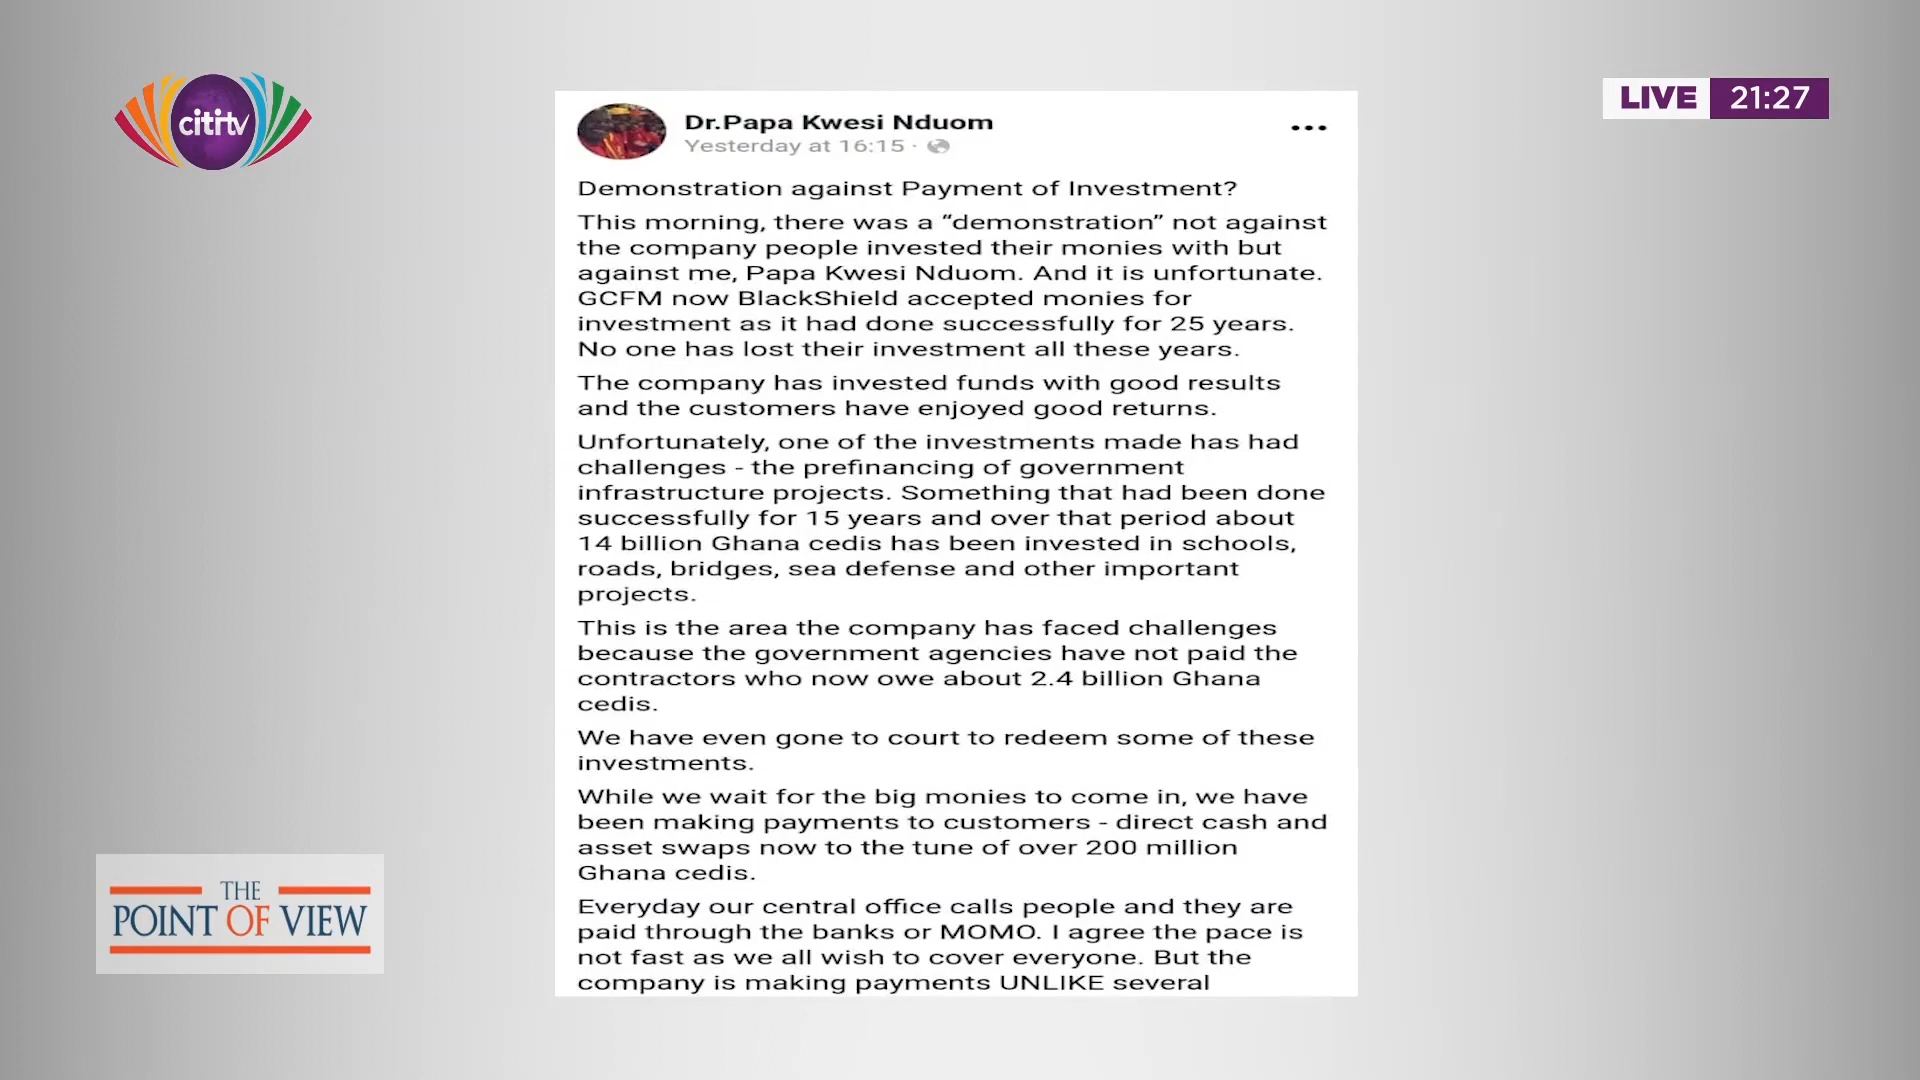 cititv
LIVE 21:27
Dr.Papa Kwesi Nduom
Yesterday at 16:15 ·
Demonstration against Payment of Investment?
This morning, there was a “demonstration” not against
the company people invested their monies with but
against me, Papa Kwesi Nduom. And it is unfortunate.
GCFM now BlackShield accepted monies for
investment as it had done successfully for 25 years.
No one has lost their investment all these years.
The company has invested funds with good results
and the customers have enjoyed good returns.
Unfortunately, one of the investments made has had
challenges - the prefinancing of government
infrastructure projects. Something that had been done
successfully for 15 years and over that period about
14 billion Ghana cedis has been invested in schools,
roads, bridges, sea defense and other important
projects.
This is the area the company has faced challenges
because the government agencies have not paid the
contractors who now owe about 2.4 billion Ghana
cedis.
We have even gone to court to redeem some of these
investments.
While we wait for the big monies to come in, we have
been making payments to customers - direct cash and
asset swaps now to the tune of over 200 million
Ghana cedis.
Everyday our central office calls people and they are
paid through the banks or MOMO. I agree the pace is
not fast as we all wish to cover everyone. But the
company is making payments UNLIKE several
THE
POINT OF VIEW